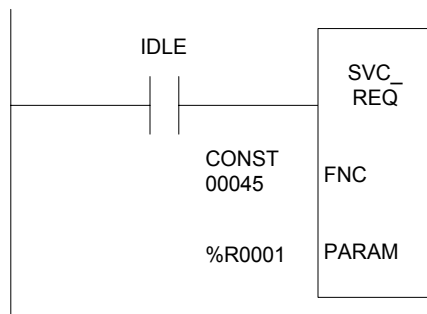 IDLE
SVC_
REQ
CONST
00045
FNC
%R0001
PARAM